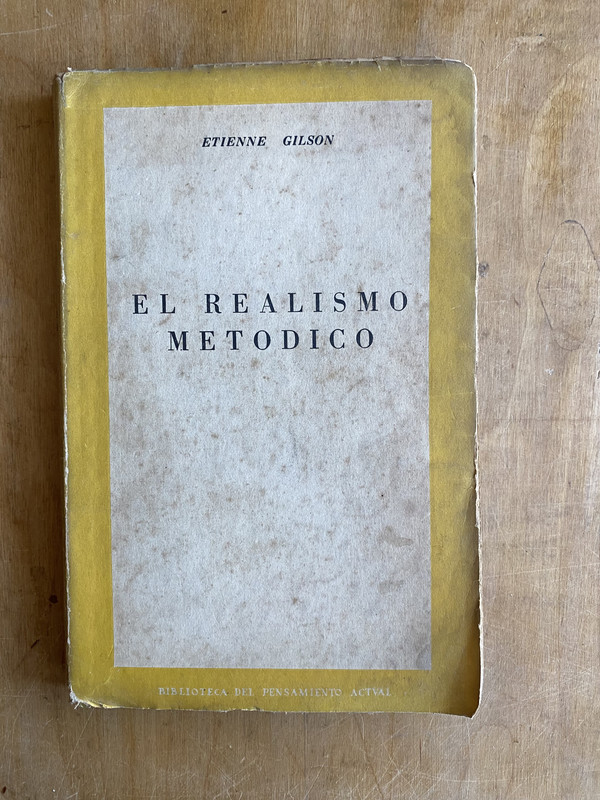 ETIENNE GILSON
EL REALISMO
METODICO
BIBLIOTECA DEL PENSAMIENTO ACTVAL